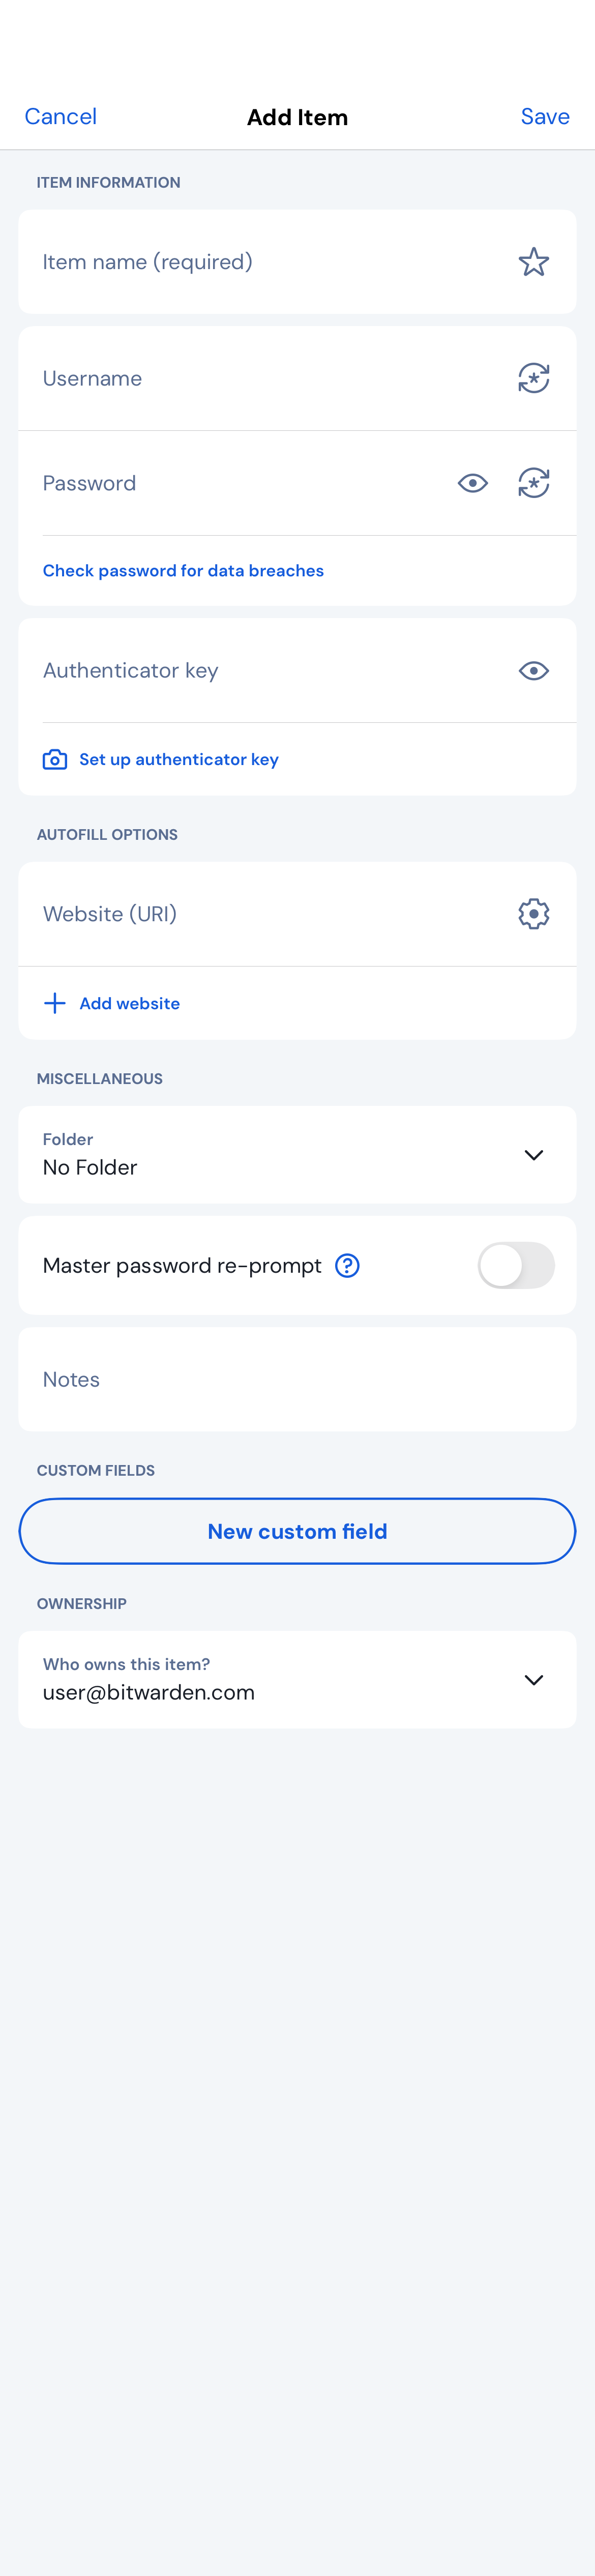 Cancel
Add Item
Save
ITEM INFORMATION
Item name (required)
Username
Password
Check password for data breaches
Authenticator key
Set up authenticator key
AUTOFILL OPTIONS
Website (URI)
Add website
MISCELLANEOUS
Folder
No Folder
Master password re-prompt
Notes
CUSTOM FIELDS
New custom field
OWNERSHIP
Who owns this item?
user@bitwarden.com